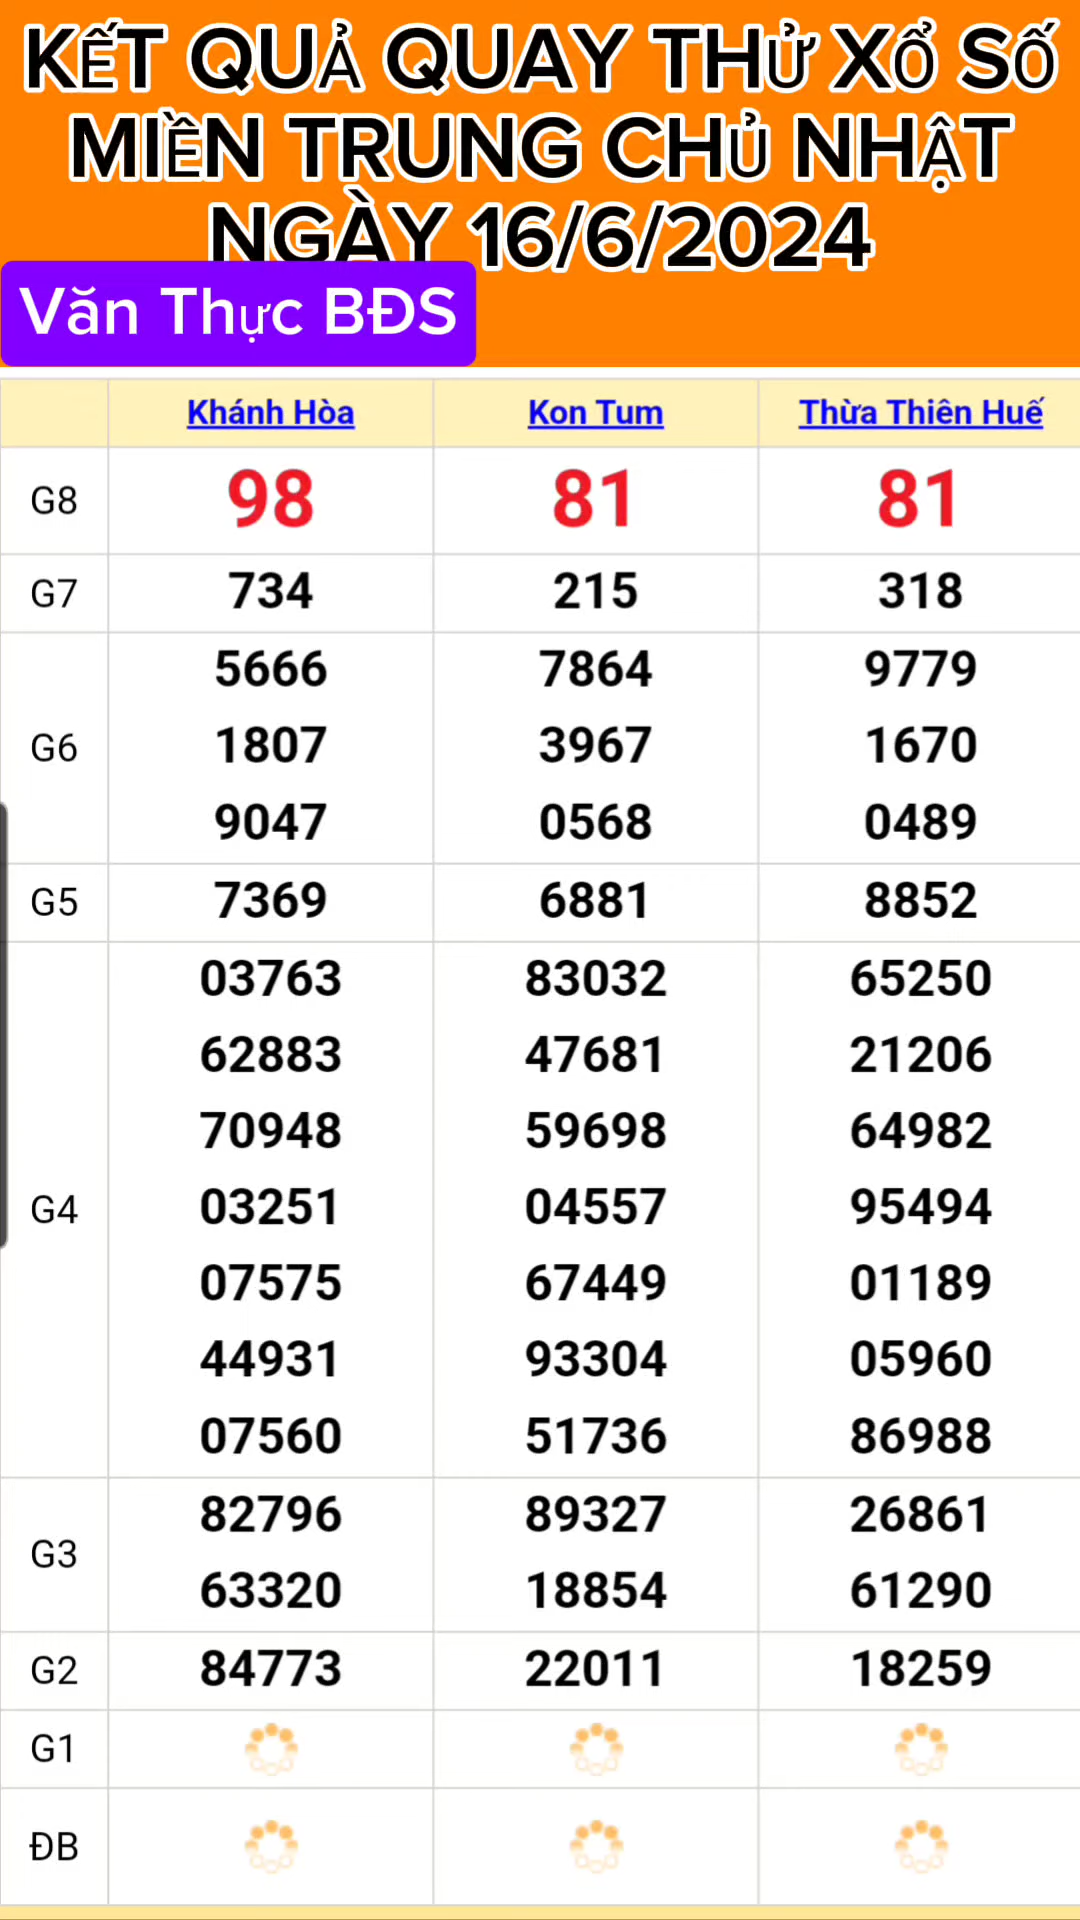 KẾT QUẢ QUAY THỬ XỔ SỐ
MIỀN TRUNG CHỦ NHẬT
NGÀY 16/6/2024
Văn Thực BĐS
Khánh Hòa Kon Tum Thừa Thiên Huế
G8 98 81 81
G7 734 215 318
5666 7864 9779
G6 1807 3967 1670
9047 0568 0489
G5 7369 6881 8852
03763 83032 65250
62883 47681 21206
70948 59698 64982
G4 03251 04557 95494
07575 67449 01189
44931 93304 05960
07560 51736 86988
G3 82796 89327 26861
63320 18854 61290
G2 84773 22011 18259
G1
ĐB